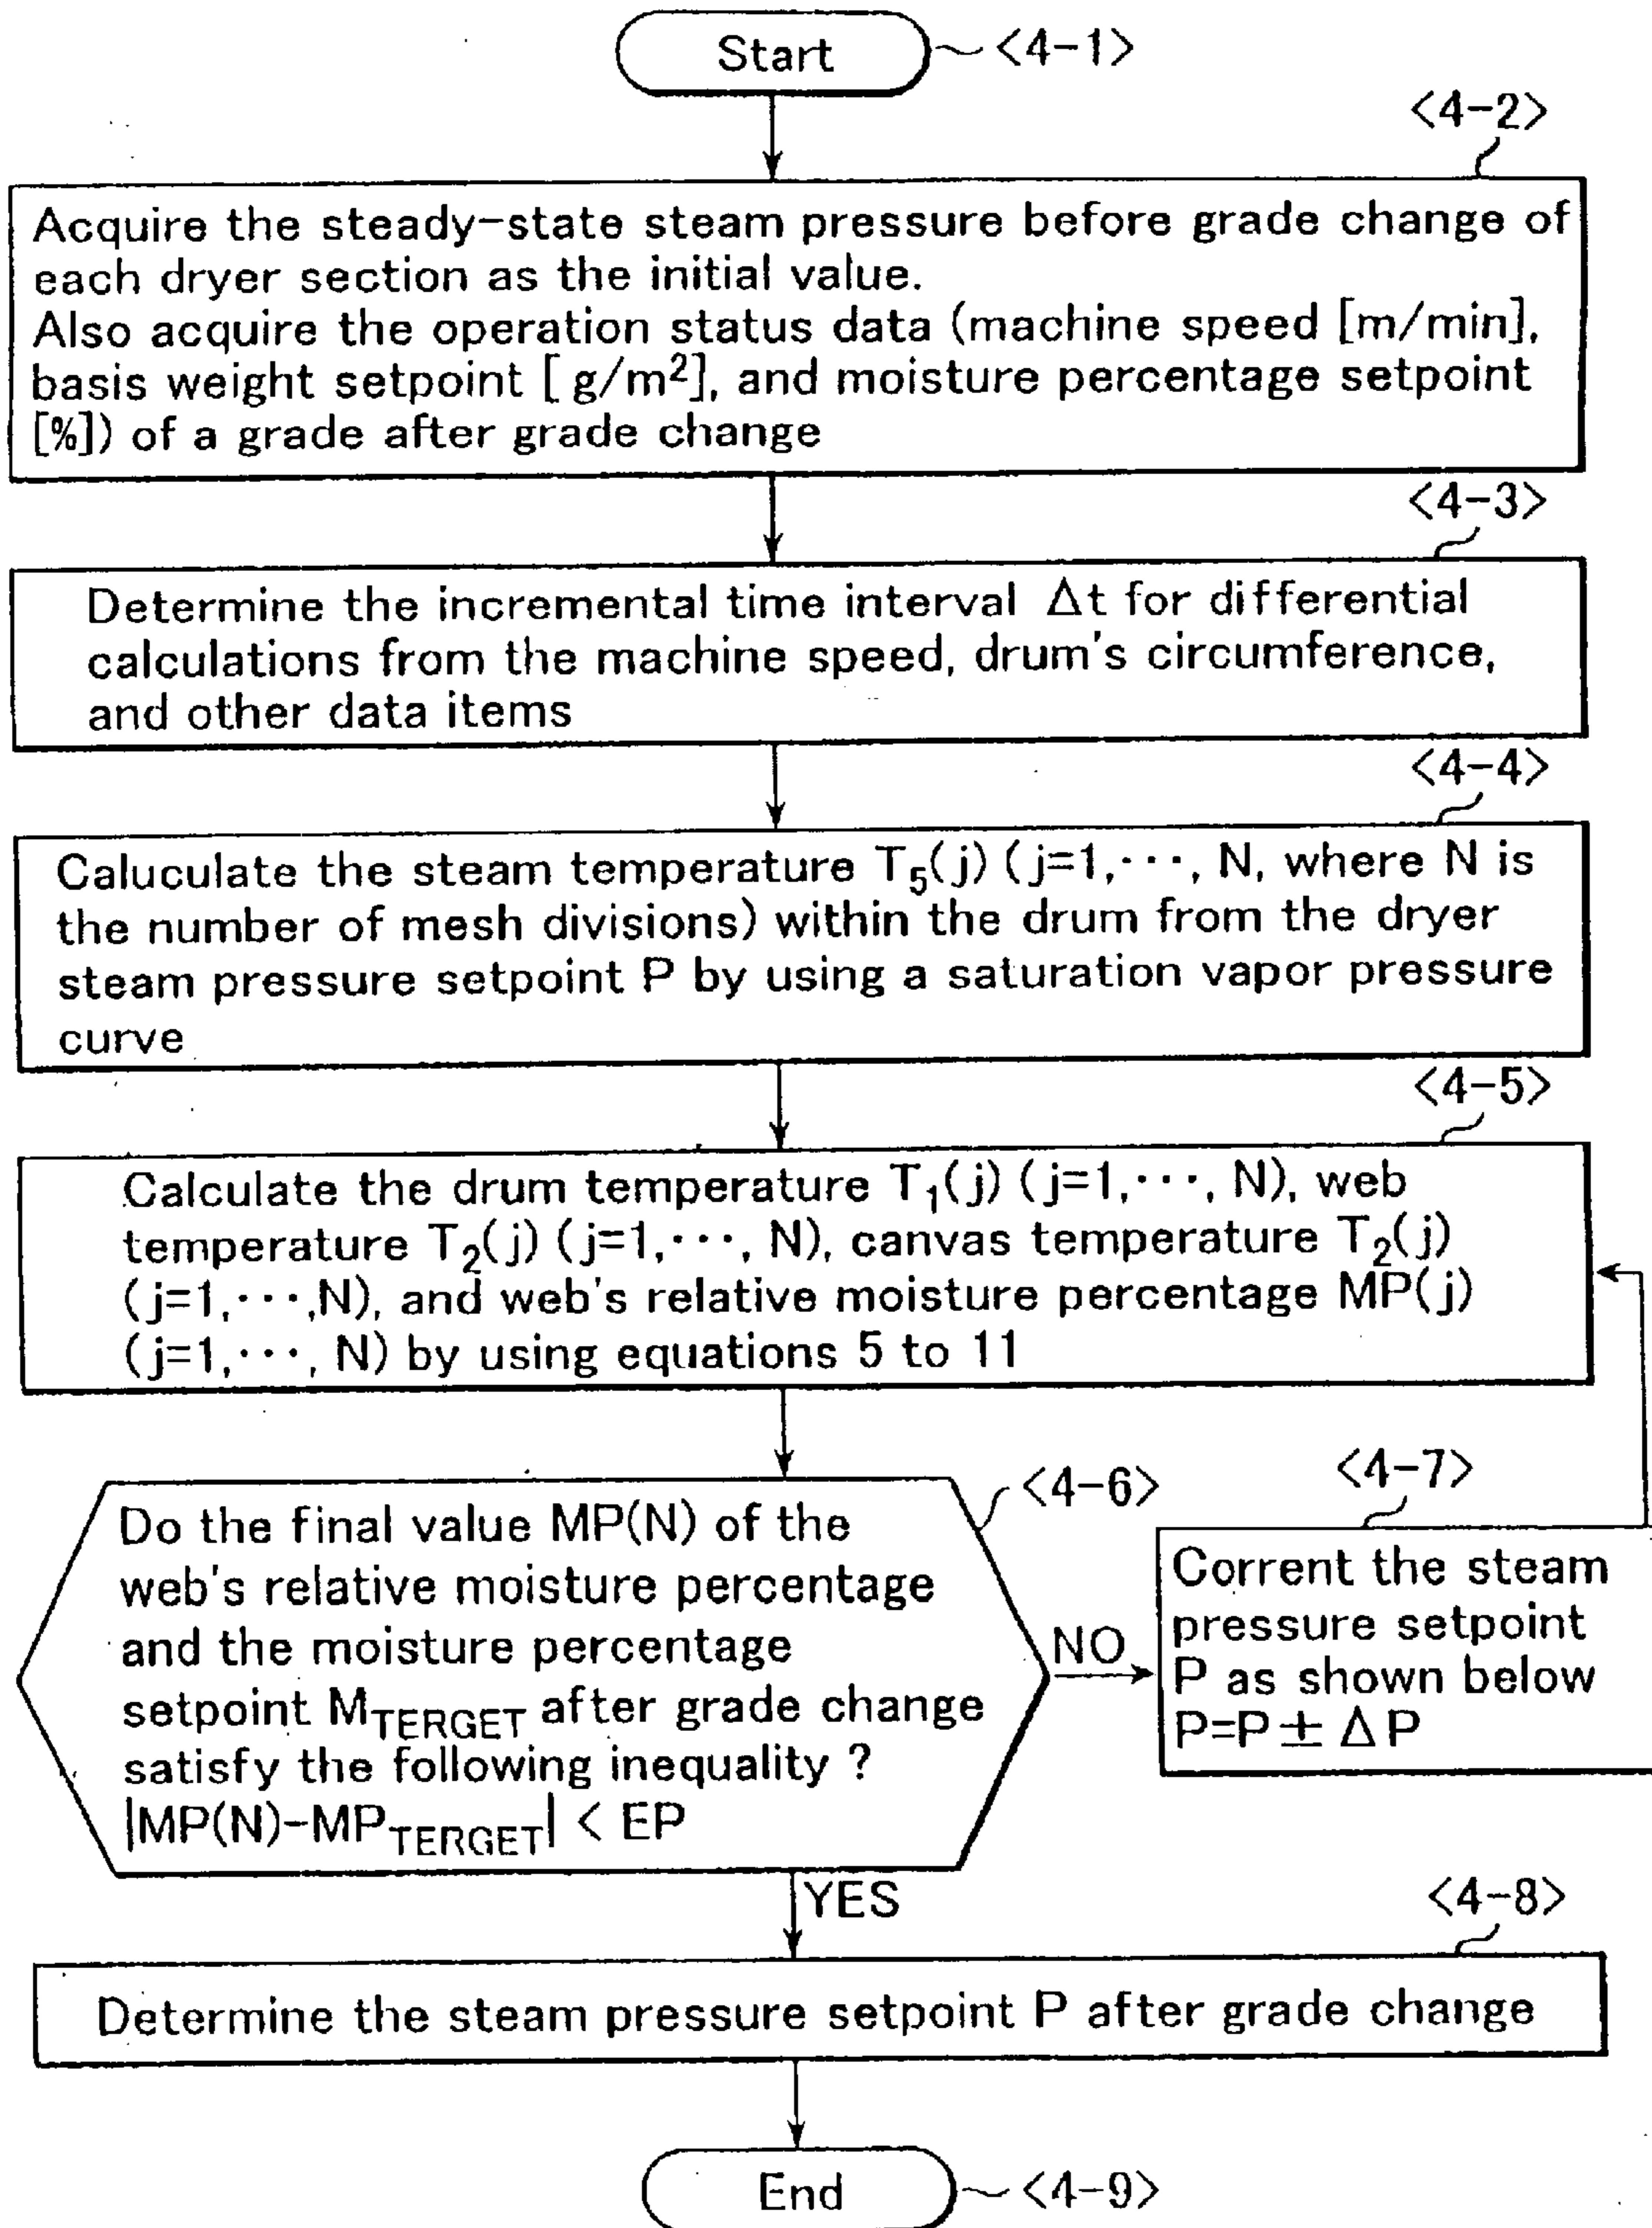 Start
<4-1>
<4-2>
Acquire the steady-state steam pressure before grade change of
each dryer section as the initial value.
Also acquire the operation status data (machine speed [m/min],
basis weight setpoint [ g/m²], and moisture percentage setpoint
[%]) of a grade after grade change
<4-3>
Determine the incremental time interval Δt for differential
calculations from the machine speed, drum's circumference,
and other data items
<4-4>
Caluculate the steam temperature T₅(j) (j=1,···, N, where N is
the number of mesh divisions) within the drum from the dryer
steam pressure setpoint P by using a saturation vapor pressure
curve
<4-5>
Calculate the drum temperature T₁(j) (j=1,···, N), web
temperature T₂(j) (j=1,···, N), canvas temperature T₂(j)
(j=1,···,N), and web's relative moisture percentage MP(j)
(j=1,···, N) by using equations 5 to 11
<4-6>
Do the final value MP(N) of the
web's relative moisture percentage
and the moisture percentage
setpoint MTERGET after grade change
satisfy the following inequality ?
|MP(N)-MPTERGET| < EP
NO
<4-7>
Corrent the steam
pressure setpoint
P as shown below
P=P ± ΔP
YES
<4-8>
Determine the steam pressure setpoint P after grade change
End
<4-9>